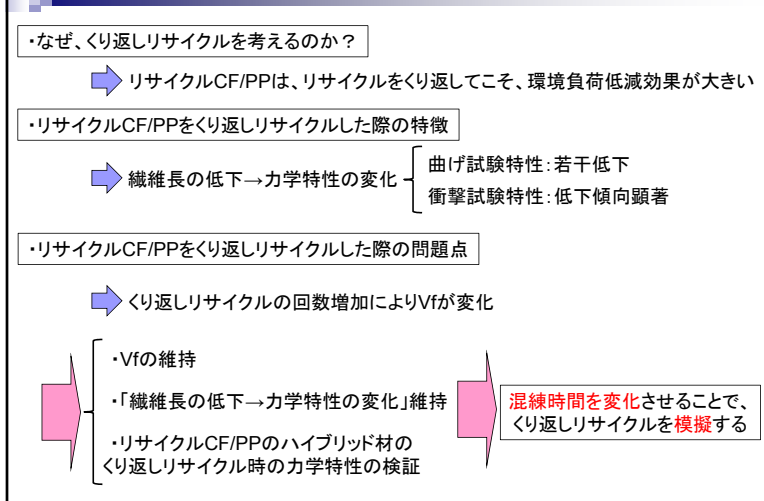 ・なぜ、くり返しリサイクルを考えるのか？
リサイクルCF/PPは、リサイクルをくり返してこそ、環境負荷低減効果が大きい
・リサイクルCF/PPをくり返しリサイクルした際の特徴
繊維長の低下→力学特性の変化
曲げ試験特性:若干低下
衝撃試験特性:低下傾向顕著
・リサイクルCF/PPをくり返しリサイクルした際の問題点
くり返しリサイクルの回数増加によりVfが変化
・Vfの維持
・「繊維長の低下→力学特性の変化」維持
・リサイクルCF/PPのハイブリッド材の
くり返しリサイクル時の力学特性の検証
混練時間を変化させることで、
くり返しリサイクルを模擬する